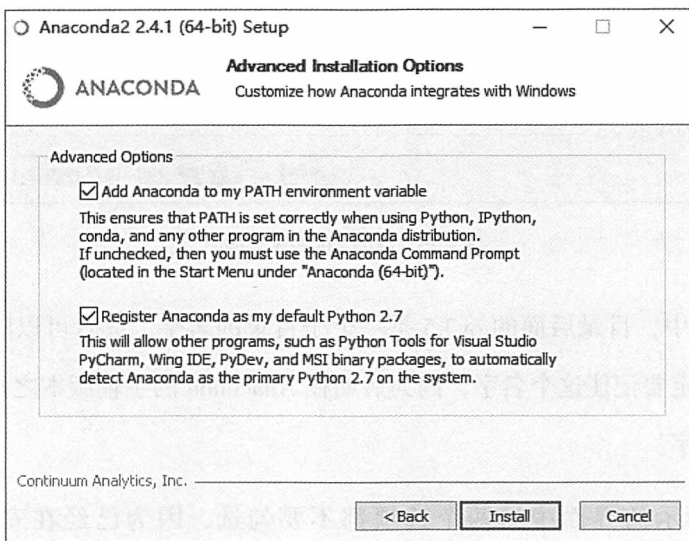 Anaconda2 2.4.1 (64-bit) Setup
ANACONDA
Advanced Installation Options
Customize how Anaconda integrates with Windows
Advanced Options
Add Anaconda to my PATH environment variable
This ensures that PATH is set correctly when using Python, IPython,
conda, and any other program in the Anaconda distribution.
If unchecked, then you must use the Anaconda Command Prompt
(located in the Start Menu under "Anaconda (64-bit)").
Register Anaconda as my default Python 2.7
This will allow other programs, such as Python Tools for Visual Studio
PyCharm, Wing IDE, PyDev, and MSI binary packages, to automatically
detect Anaconda as the primary Python 2.7 on the system.
Continuum Analytics, Inc.
< Back
Install
Cancel